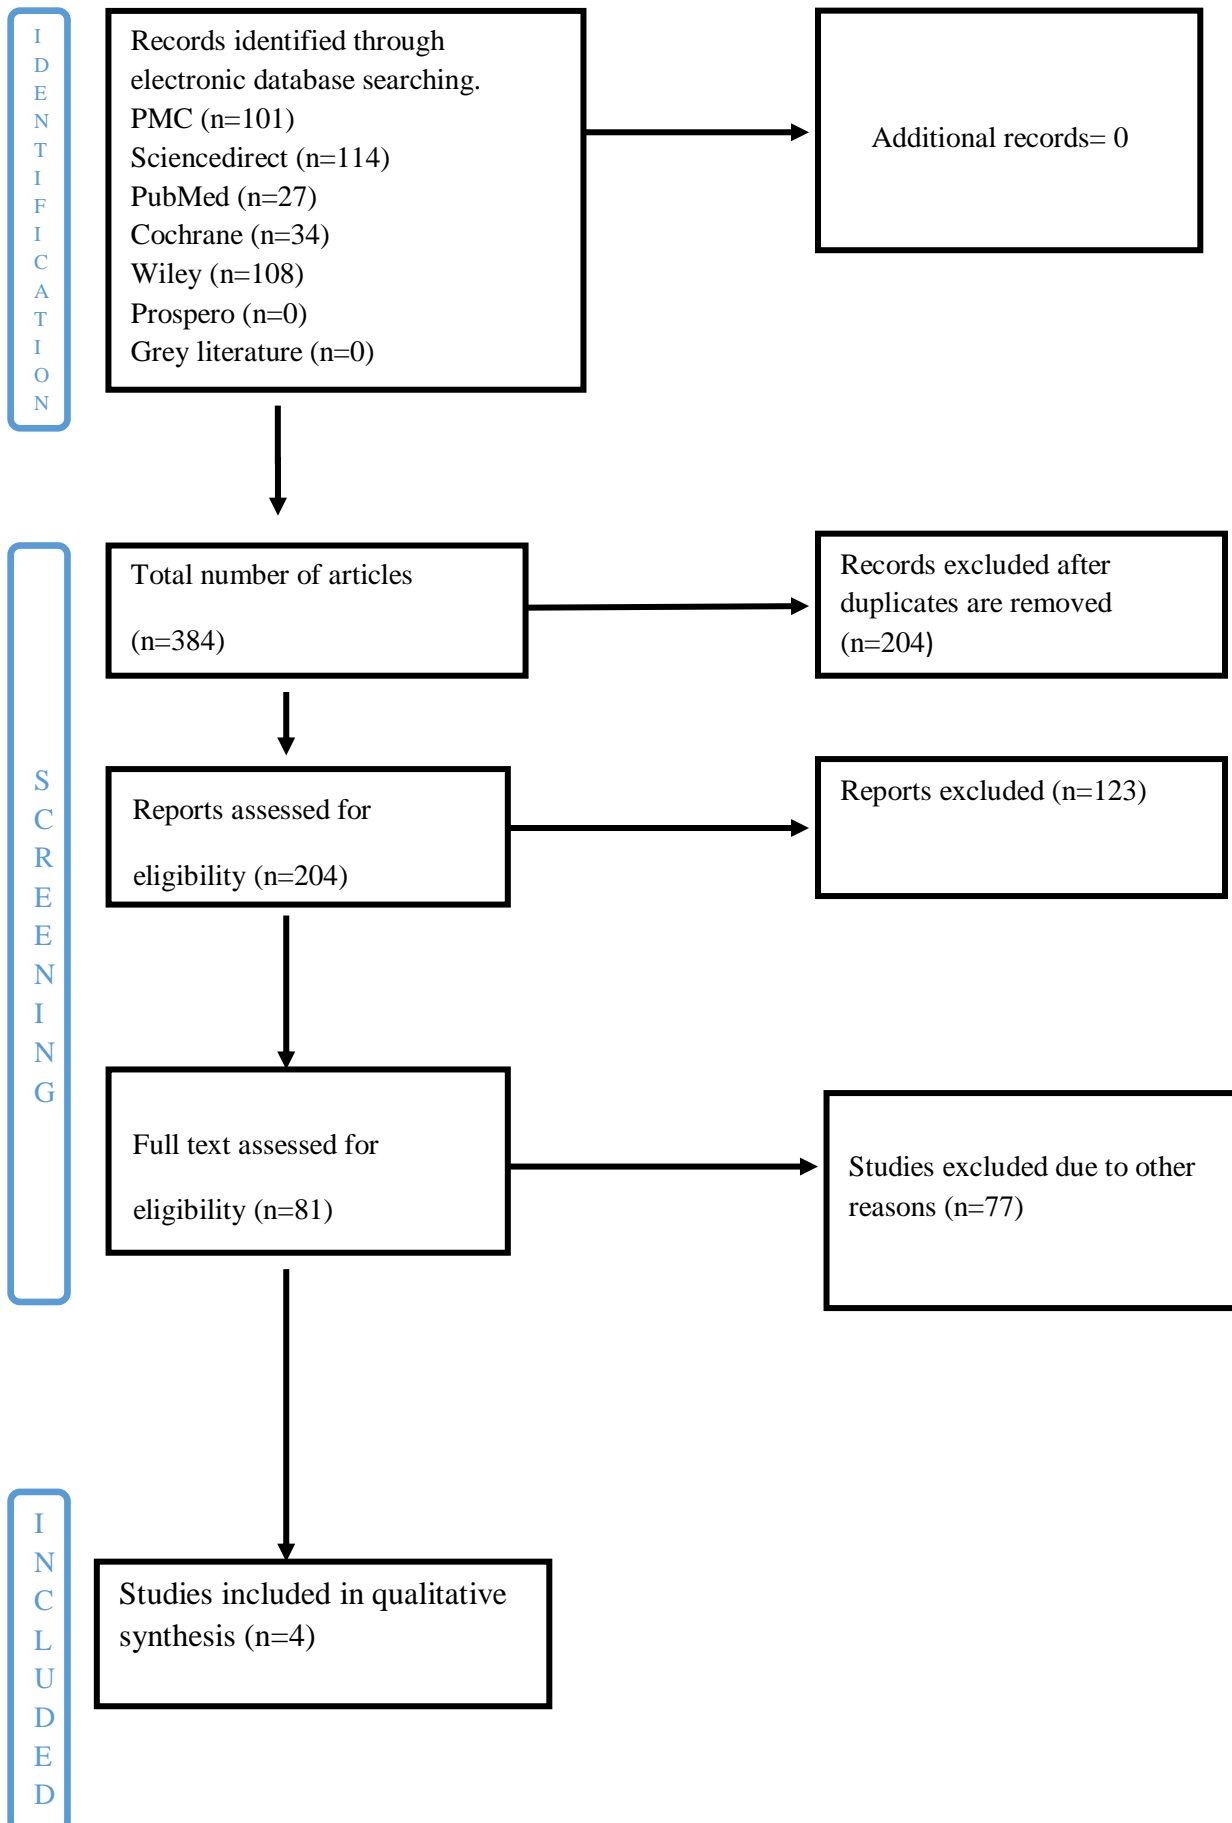 IDENTIFICATION
Records identified through
electronic database searching.
PMC (n=101)
Sciencedirect (n=114)
PubMed (n=27)
Cochrane (n=34)
Wiley (n=108)
Prospero (n=0)
Grey literature (n=0)
Additional records= 0
SCREENING
Total number of articles
(n=384)
Records excluded after
duplicates are removed
(n=204)
Reports assessed for
eligibility (n=204)
Reports excluded (n=123)
Full text assessed for
eligibility (n=81)
Studies excluded due to other
reasons (n=77)
INCLUDED
Studies included in qualitative
synthesis (n=4)